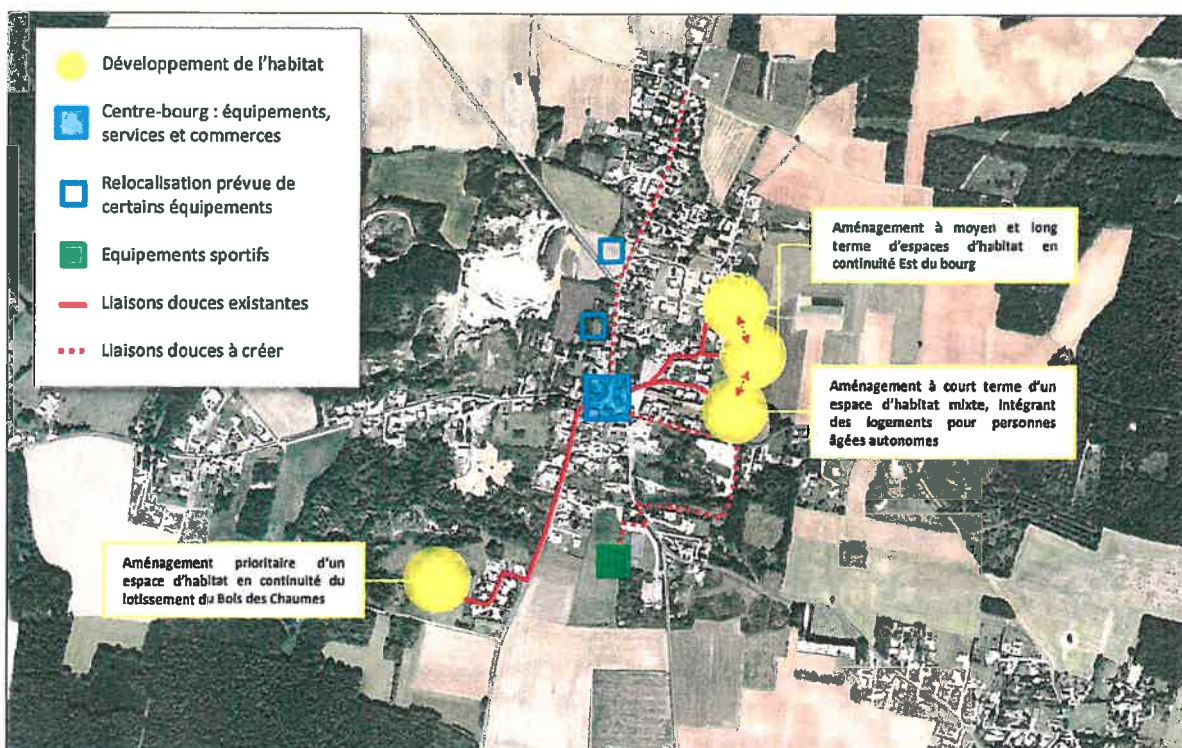 Développement de l'habitat
Centre-bourg : équipements,
services et commerces
Relocalisation prévue de
certains équipements
Equipements sportifs
Liaisons douces existantes
Liaisons douces à créer
Aménagement à moyen et long
terme d'espaces d'habitat en
continuité Est du bourg
Aménagement à court terme d'un
espace d'habitat mixte, intégrant
des logements pour personnes
âgées autonomes
Aménagement prioritaire d'un
espace d'habitat en continuité du
lotissement du Bois des Chaumes